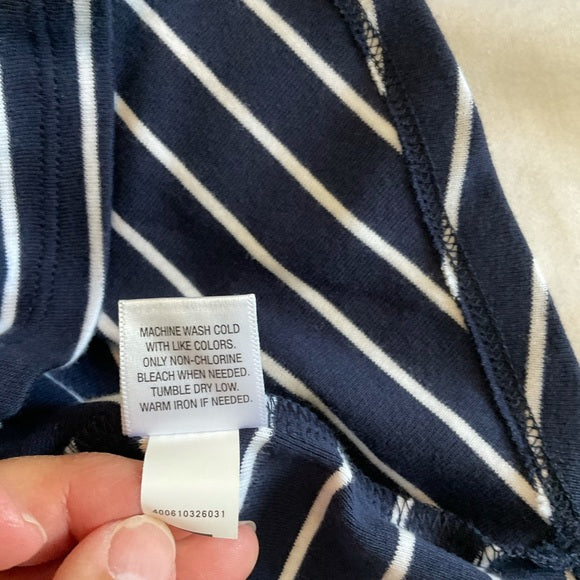 MACHINE WASH COLD
WITH LIKE COLORS.
ONLY NON-CHLORINE
BLEACH WHEN NEEDED.
TUMBLE DRY LOW.
WARM IRON IF NEEDED.
400610326031